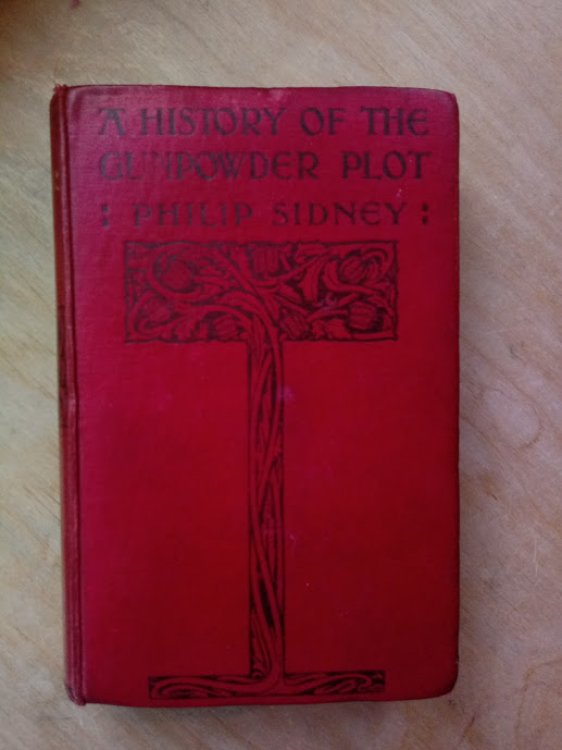 A HISTORY OF THE
GUNPOWDER PLOT
: PHILIP SIDNEY :